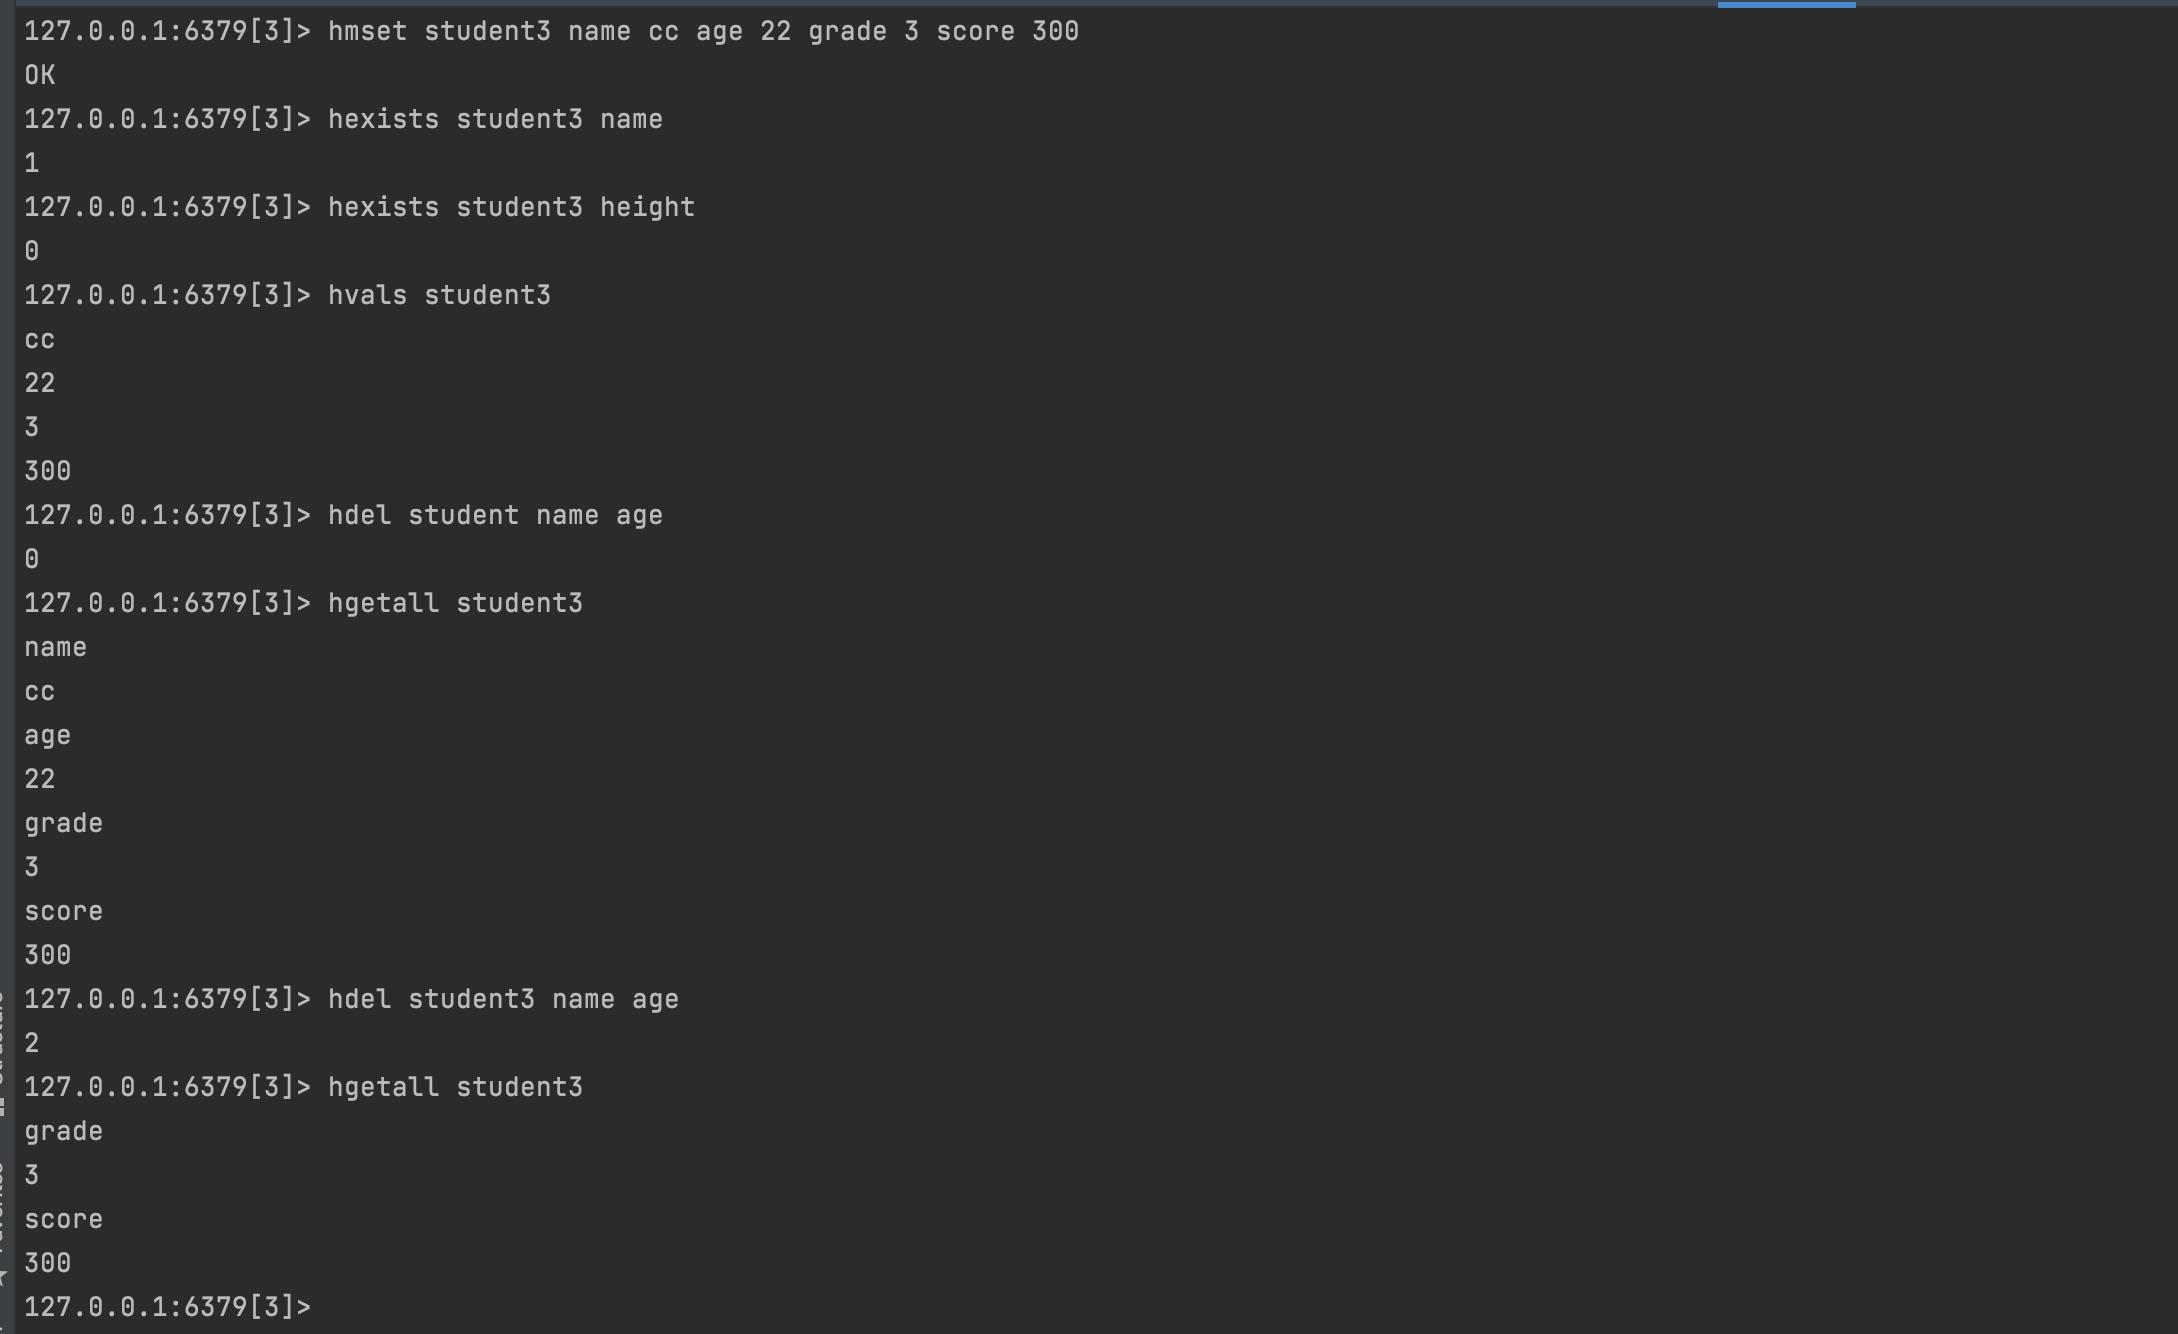 127.0.0.1:6379[3]> hmset student3 name cc age 22 grade 3 score 300
OK
127.0.0.1:6379[3]> hexists student3 name
1
127.0.0.1:6379[3]> hexists student3 height
0
127.0.0.1:6379[3]> hvals student3
cc
22
3
300
127.0.0.1:6379[3]> hdel student name age
0
127.0.0.1:6379[3]> hgetall student3
name
cc
age
22
grade
3
score
300
127.0.0.1:6379[3]> hdel student3 name age
2
127.0.0.1:6379[3]> hgetall student3
grade
3
score
300
127.0.0.1:6379[3]>